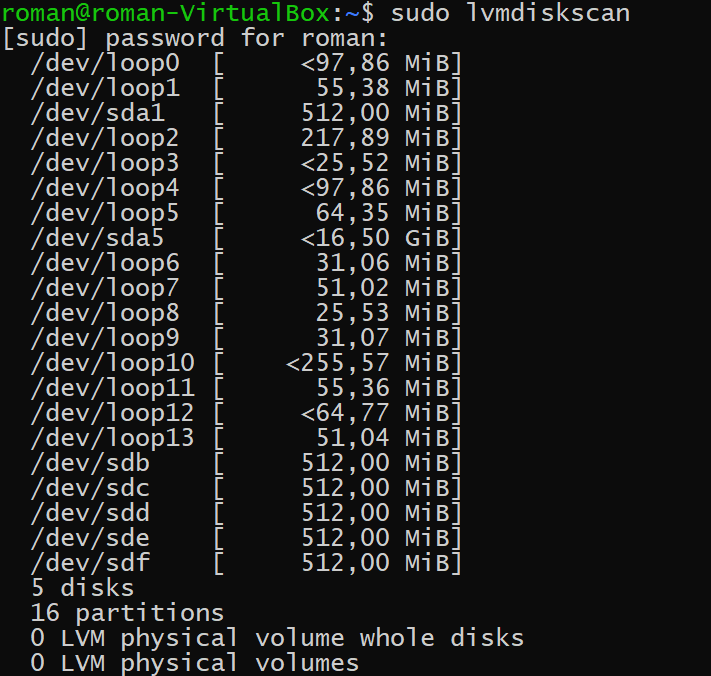 roman@roman-VirtualBox:~$ sudo lvmdiskscan
[sudo] password for roman:
  /dev/loop0  [     <97,86 MiB]
  /dev/loop1  [      55,38 MiB]
  /dev/sda1   [     512,00 MiB]
  /dev/loop2  [     217,89 MiB]
  /dev/loop3  [     <25,52 MiB]
  /dev/loop4  [     <97,86 MiB]
  /dev/loop5  [      64,35 MiB]
  /dev/sda5   [     <16,50 GiB]
  /dev/loop6  [      31,06 MiB]
  /dev/loop7  [      51,02 MiB]
  /dev/loop8  [      25,53 MiB]
  /dev/loop9  [      31,07 MiB]
  /dev/loop10 [    <255,57 MiB]
  /dev/loop11 [      55,36 MiB]
  /dev/loop12 [     <64,77 MiB]
  /dev/loop13 [      51,04 MiB]
  /dev/sdb    [     512,00 MiB]
  /dev/sdc    [     512,00 MiB]
  /dev/sdd    [     512,00 MiB]
  /dev/sde    [     512,00 MiB]
  /dev/sdf    [     512,00 MiB]
  5 disks
  16 partitions
  0 LVM physical volume whole disks
  0 LVM physical volumes